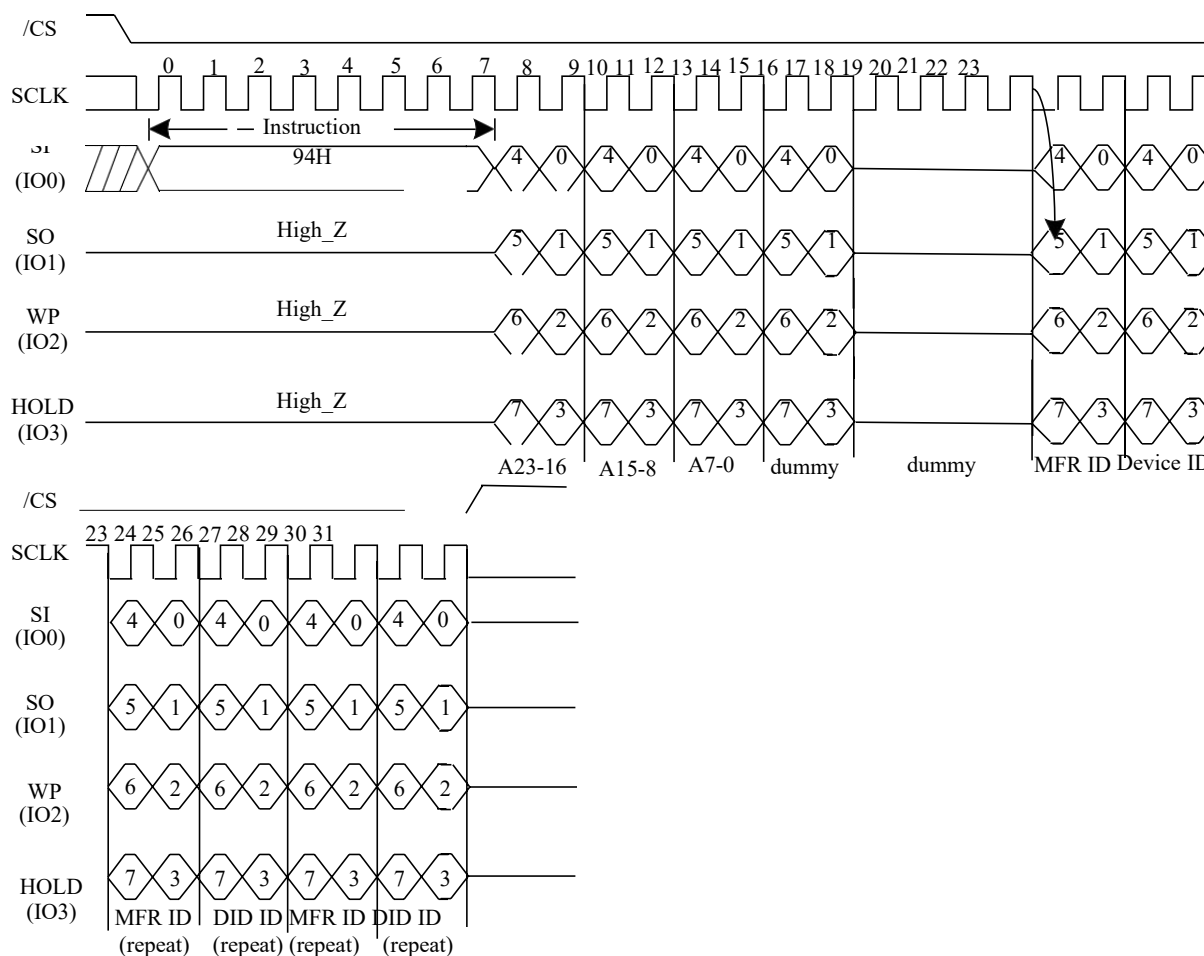 /CS
0 1 2 3 4 5 6 7 8 9 10 11 12 13 14 15 16 17 18 19 20 21 22 23
SCLK
Instruction
94H
SI
(IO0)
4 0 4 0 4 0 4 0 4 0 4 0
SO
(IO1)
High_Z
5 1 5 1 5 1 5 1 5 1 5 1
WP
(IO2)
High_Z
6 2 6 2 6 2 6 2 6 2 6 2
HOLD
(IO3)
High_Z
7 3 7 3 7 3 7 3 7 3 7 3
A23-16 A15-8 A7-0 dummy dummy MFR ID Device ID
/CS
23 24 25 26 27 28 29 30 31
SCLK
SI
(IO0)
4 0 4 0 4 0 4 0
SO
(IO1)
5 1 5 1 5 1 5 1
WP
(IO2)
6 2 6 2 6 2 6 2
HOLD
(IO3)
7 3 7 3 7 3 7 3
MFR ID DID ID MFR ID DID ID
(repeat) (repeat) (repeat) (repeat)